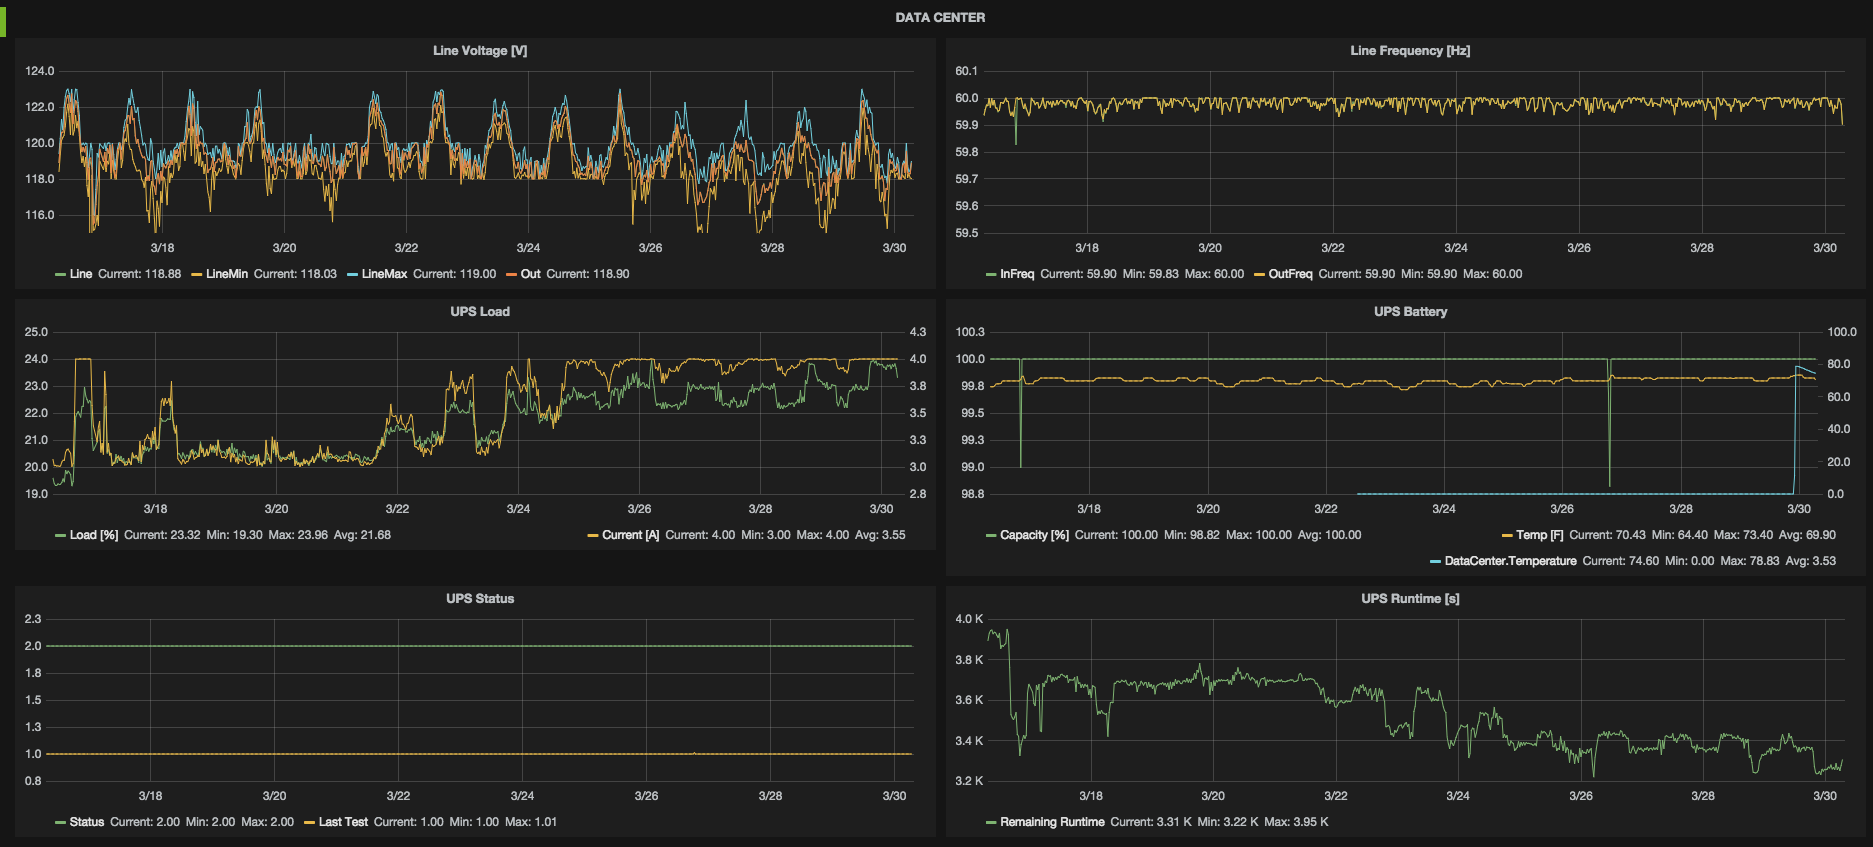 DATA CENTER
Line Voltage [V]
124.0
122.0
120.0
118.0
116.0
3/18 3/20 3/22 3/24 3/26 3/28 3/30
Line Current: 118.88 LineMin Current: 118.03 LineMax Current: 119.00 Out Current: 118.90
Line Frequency [Hz]
60.1
60.0
59.9
59.8
59.7
59.6
59.5
3/18 3/20 3/22 3/24 3/26 3/28 3/30
InFreq Current: 59.90 Min: 59.83 Max: 60.00 OutFreq Current: 59.90 Min: 59.90 Max: 60.00
UPS Load
25.0 4.3
24.0 4.0
23.0 3.8
22.0 3.5
21.0 3.3
20.0 3.0
19.0 2.8
3/18 3/20 3/22 3/24 3/26 3/28 3/30
Load [%] Current: 23.32 Min: 19.30 Max: 23.96 Avg: 21.68 Current [A] Current: 4.00 Min: 3.00 Max: 4.00 Avg: 3.55
UPS Battery
100.3 100.0
100.0 80.0
99.8 60.0
99.5 40.0
99.3 20.0
99.0 0.0
98.8
3/18 3/20 3/22 3/24 3/26 3/28 3/30
Capacity [%] Current: 100.00 Min: 98.82 Max: 100.00 Avg: 100.00 Temp [F] Current: 70.43 Min: 64.40 Max: 73.40 Avg: 69.90
DataCenter.Temperature Current: 74.60 Min: 0.00 Max: 78.83 Avg: 3.53
UPS Status
2.3
2.0
1.8
1.5
1.3
1.0
0.8
3/18 3/20 3/22 3/24 3/26 3/28 3/30
Status Current: 2.00 Min: 2.00 Max: 2.00 Last Test Current: 1.00 Min: 1.00 Max: 1.01
UPS Runtime [s]
4.0 K
3.8 K
3.6 K
3.4 K
3.2 K
3/18 3/20 3/22 3/24 3/26 3/28 3/30
Remaining Runtime Current: 3.31 K Min: 3.22 K Max: 3.95 K